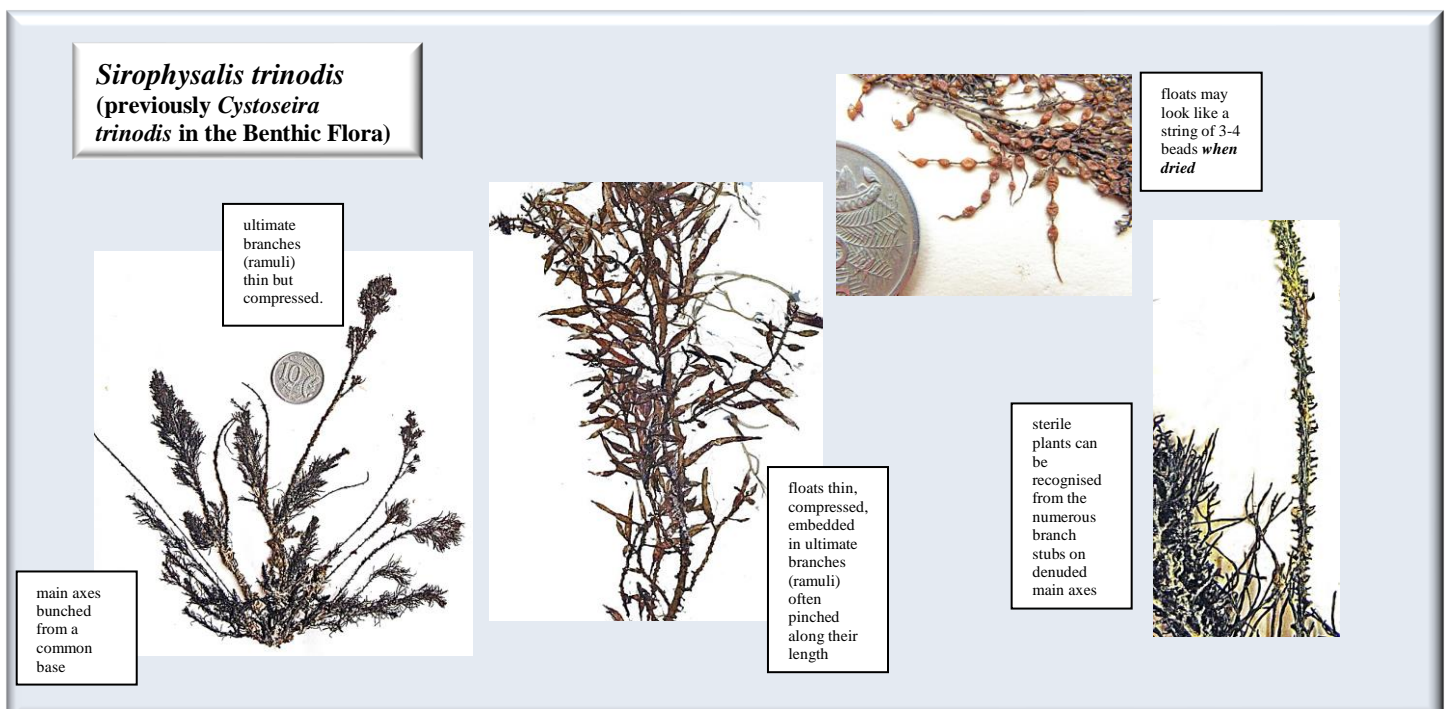 Sirophysalis trinodis
(previously Cystoseira
trinodis in the Benthic Flora)
floats may
look like a
string of 3-4
beads when
dried
ultimate
branches
(ramuli)
thin but
compressed.
10
floats thin,
compressed,
embedded
in ultimate
branches
(ramuli)
often
pinched
along their
length
sterile
plants can
be
recognised
from the
numerous
branch
stubs on
denuded
main axes
main axes
bunched
from a
common
base